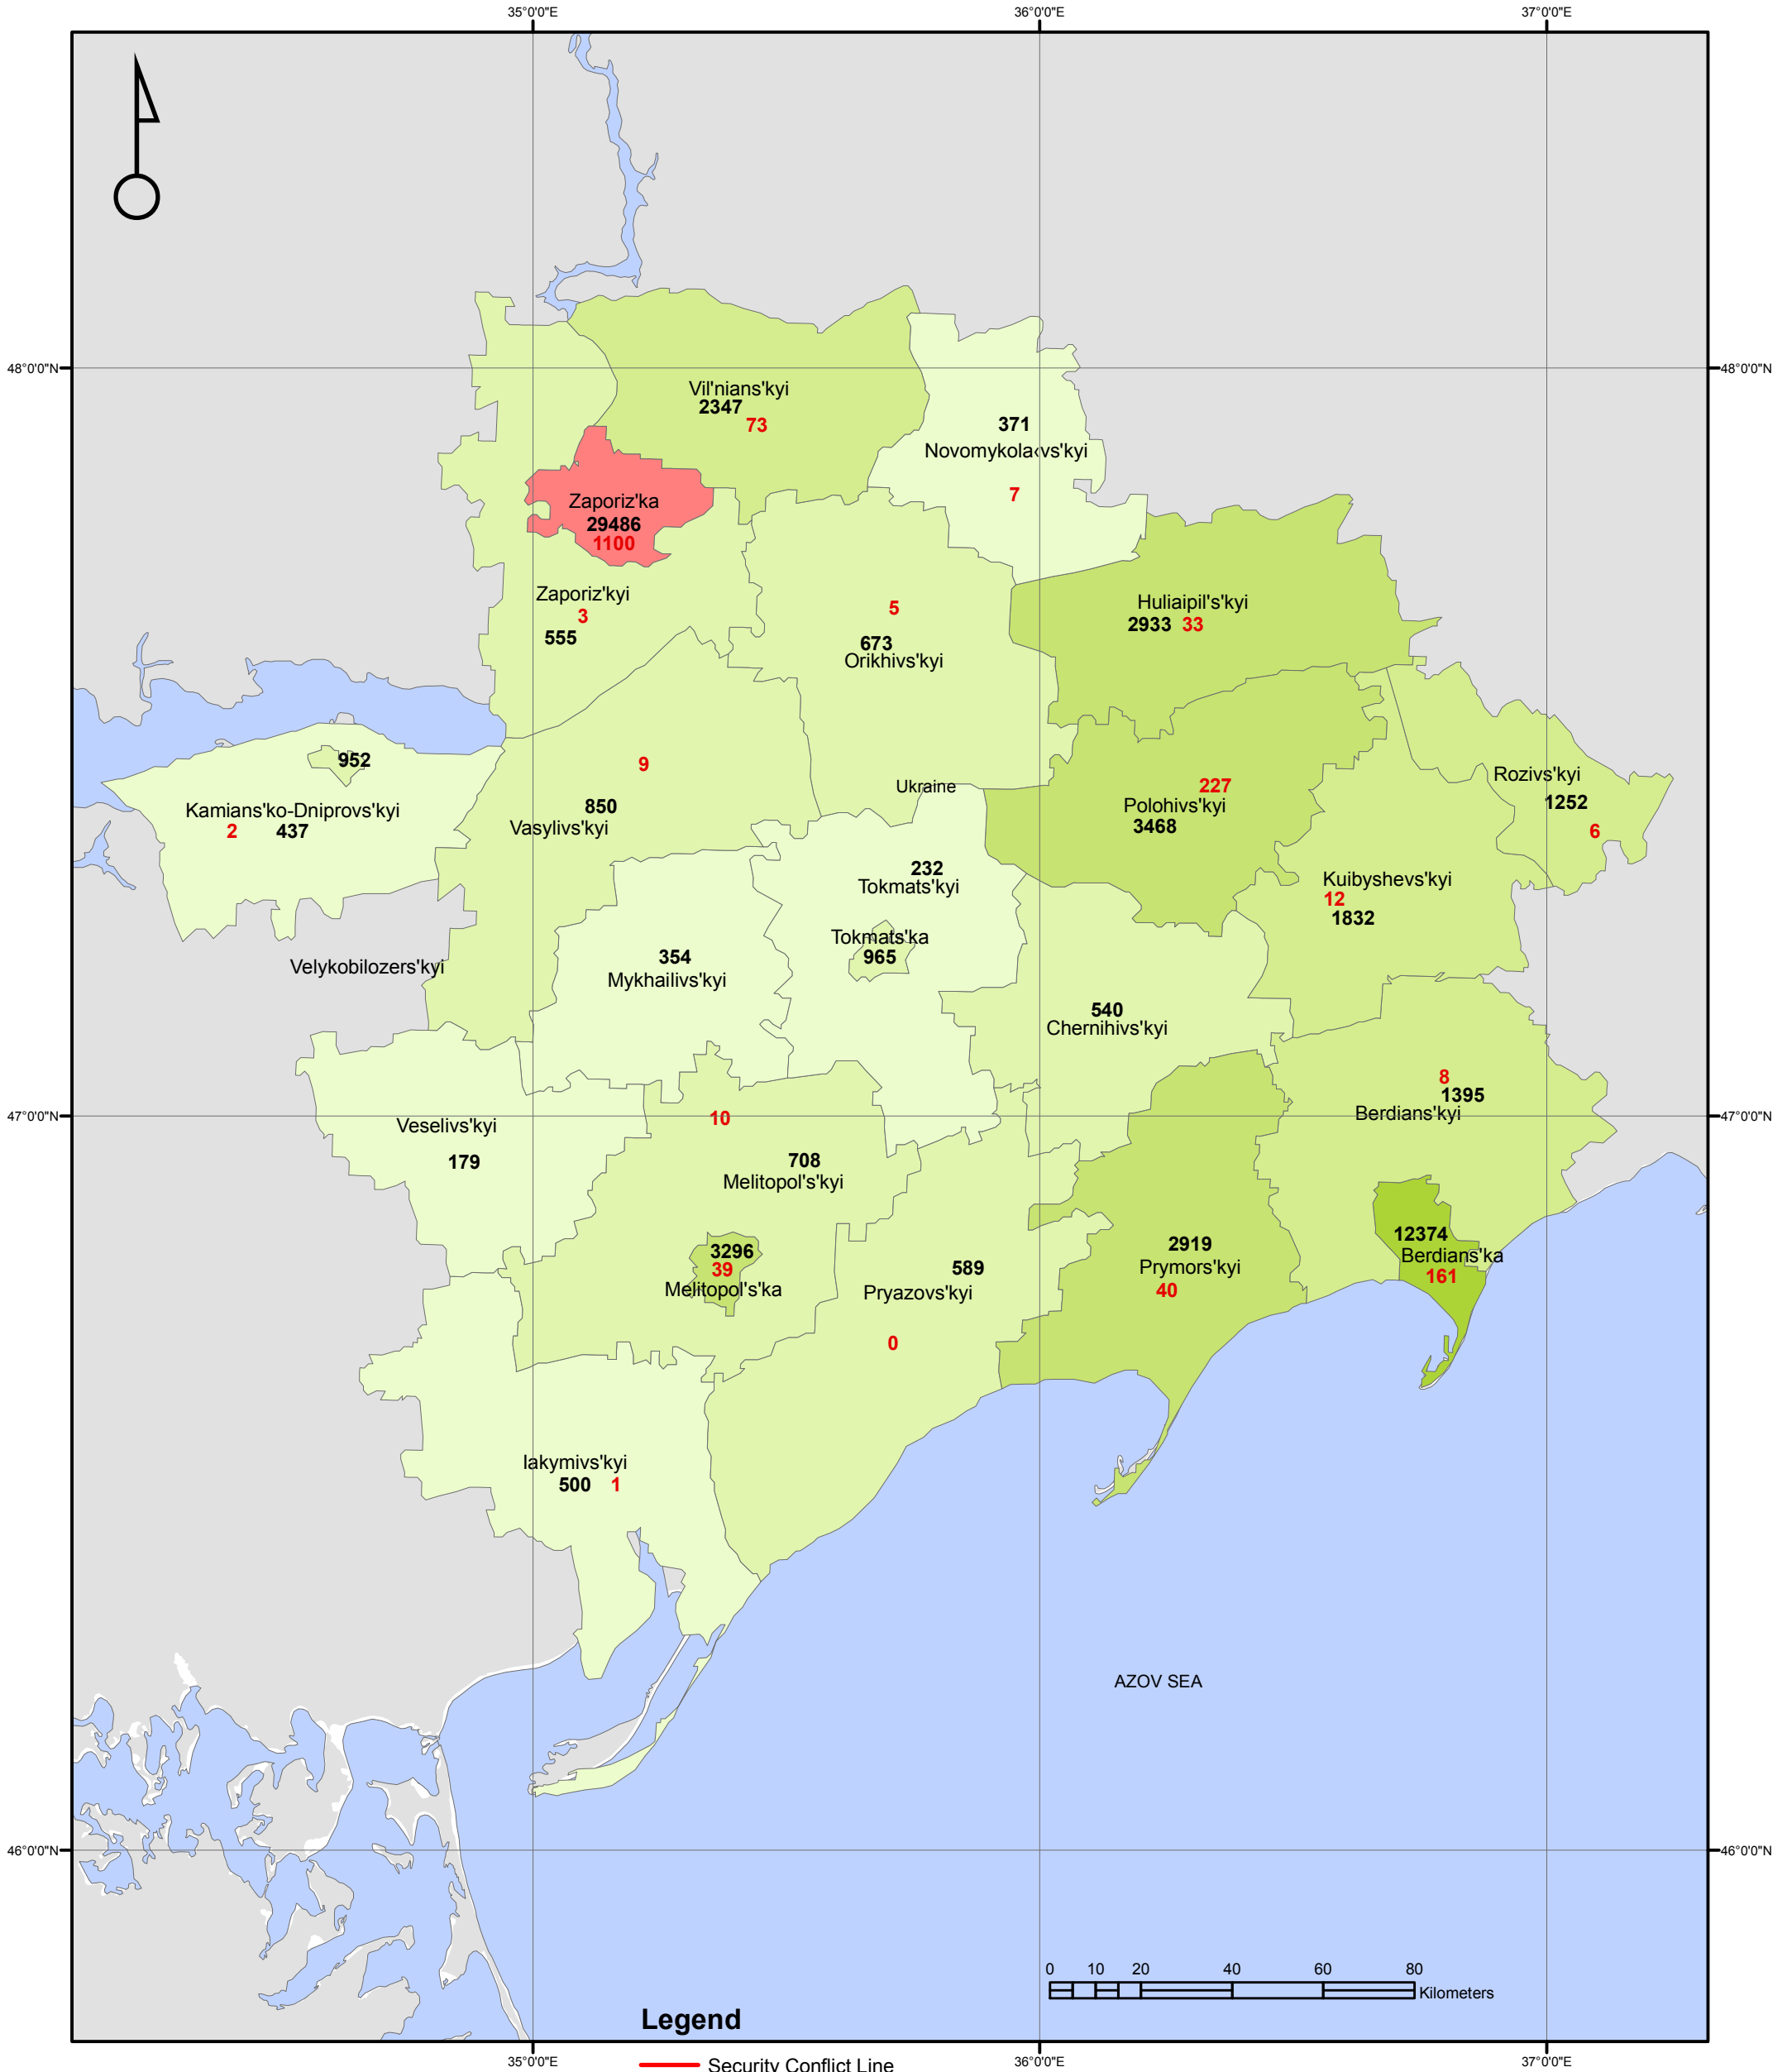 35°0'0"E
36°0'0"E
37°0'0"E
48°0'0"N
48°0'0"N
Vil'nians'kyi
2347
73
371
Novomykolaivs'kyi
7
Zaporiz'ka
29486
1100
Zaporiz'kyi
3
555
5
673
Orikhivs'kyi
Huliaipil's'kyi
2933 33
952
Kamians'ko-Dniprovs'kyi
2 437
9
850
Vasylivs'kyi
Ukraine
227
Polohivs'kyi
3468
Rozivs'kyi
1252
6
232
Tokmats'kyi
Kuibyshevs'kyi
12
1832
Tokmats'ka
965
354
Mykhailivs'kyi
Velykobilozers'kyi
540
Chernihivs'kyi
8
1395
Berdians'kyi
47°0'0"N
47°0'0"N
10
Veselivs'kyi
179
708
Melitopol's'kyi
3296
39
Melitopol's'ka
589
Pryazovs'kyi
0
2919
Prymors'kyi
40
12374
Berdians'ka
161
Iakymivs'kyi
500 1
AZOV SEA
46°0'0"N
46°0'0"N
0 10 20 40 60 80
Kilometers
Legend
Security Conflict Line
35°0'0"E
36°0'0"E
37°0'0"E